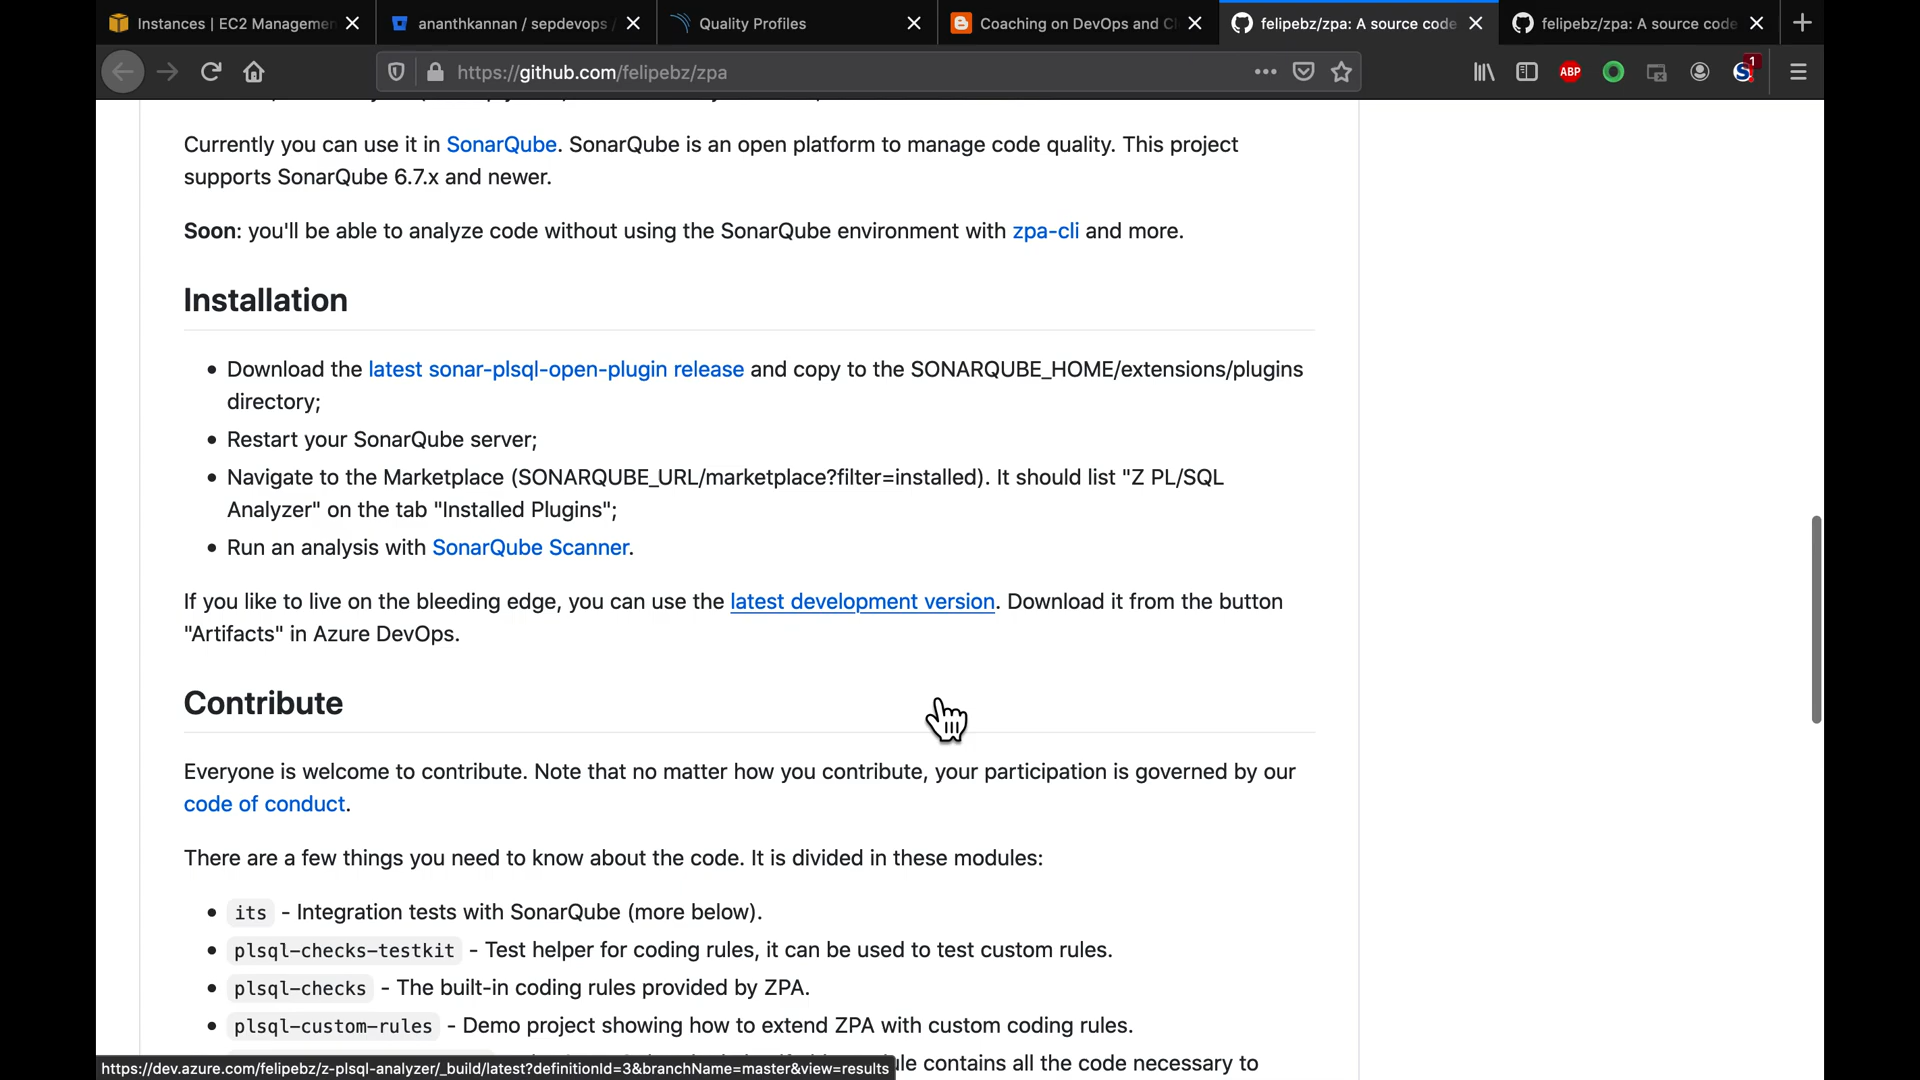 Instances | EC2 Managemen
ananthkannan / sepdevops
Quality Profiles
Coaching on DevOps and Cl
felipebz/zpa: A source code
felipebz/zpa: A source code
https://github.com/felipebz/zpa
ABP
S
1
Currently you can use it in SonarQube. SonarQube is an open platform to manage code quality. This project
supports SonarQube 6.7.x and newer.
Soon: you'll be able to analyze code without using the SonarQube environment with zpa-cli and more.
Installation
Download the latest sonar-plsql-open-plugin release and copy to the SONARQUBE_HOME/extensions/plugins
directory;
Restart your SonarQube server;
Navigate to the Marketplace (SONARQUBE_URL/marketplace?filter=installed). It should list "Z PL/SQL
Analyzer" on the tab "Installed Plugins";
Run an analysis with SonarQube Scanner.
If you like to live on the bleeding edge, you can use the latest development version. Download it from the button
"Artifacts" in Azure DevOps.
Contribute
Everyone is welcome to contribute. Note that no matter how you contribute, your participation is governed by our
code of conduct.
There are a few things you need to know about the code. It is divided in these modules:
its - Integration tests with SonarQube (more below).
plsql-checks-testkit - Test helper for coding rules, it can be used to test custom rules.
plsql-checks - The built-in coding rules provided by ZPA.
plsql-custom-rules - Demo project showing how to extend ZPA with custom coding rules.
contains all the code necessary to
https://dev.azure.com/felipebz/z-plsql-analyzer/_build/latest?definitionId=3&branchName=master&view=results